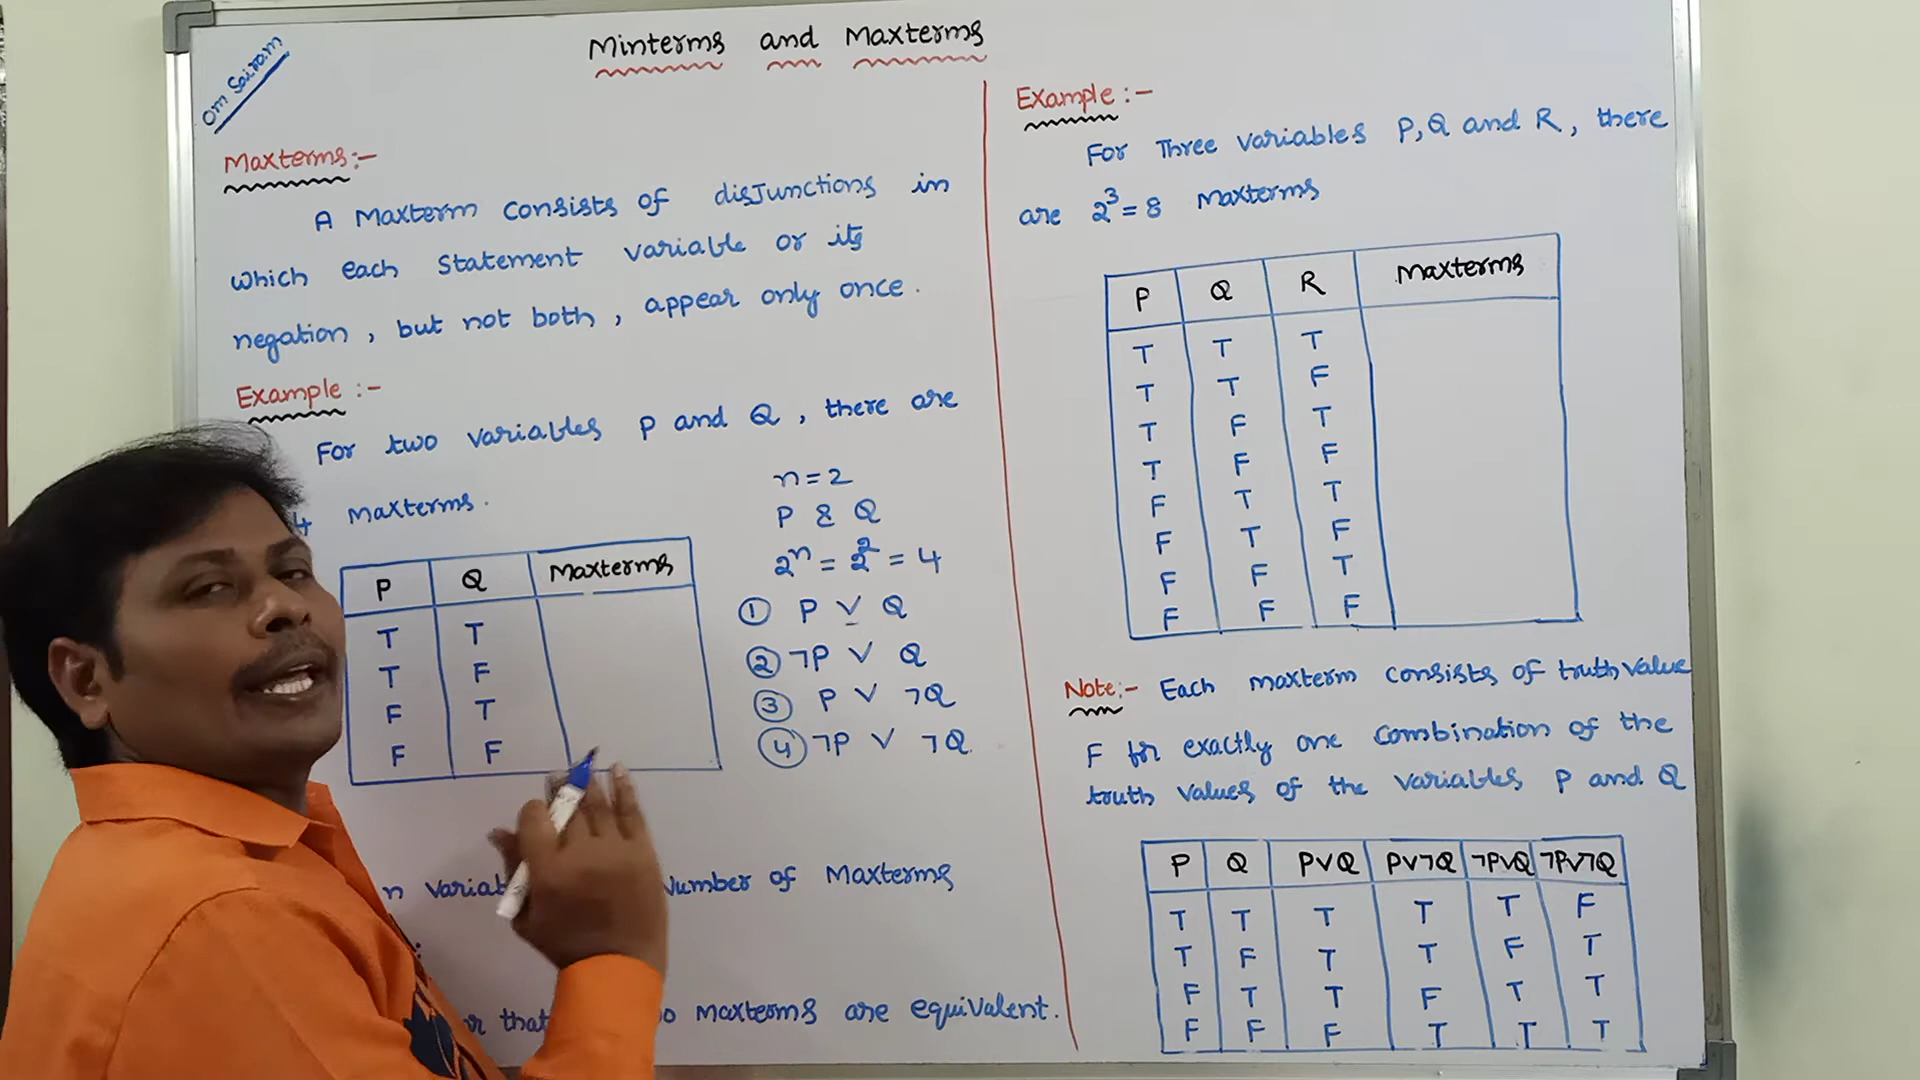 Minterms and Maxterms
Om Sairam
Maxterms:-
A Maxterm consists of disjunctions in
which each statement variable or its
negation, but not both, appear only once.
Example :-
For two variables P and Q, there are
4 maxterms.
n=2
P & Q
2ⁿ = 2² = 4
① P ∨ Q
② ¬P ∨ Q
③ P ∨ ¬Q
④ ¬P ∨ ¬Q.
P Q Maxterms
T T
T F
F T
F F
n Number of Maxterms
that maxterms are equivalent.
Example :-
For Three variables P, Q and R, there
are 2³ = 8 maxterms
P Q R Maxterms
T T T
T T F
T F T
T F F
F T T
F T F
F F T
F F F
Note:- Each maxterm consists of truth value
F for exactly one combination of the
truth values of the variables P and Q
P Q P∨Q P∨¬Q ¬P∨Q ¬P∨¬Q
T T T T T F
T F T T F T
F T T F T T
F F F T T T